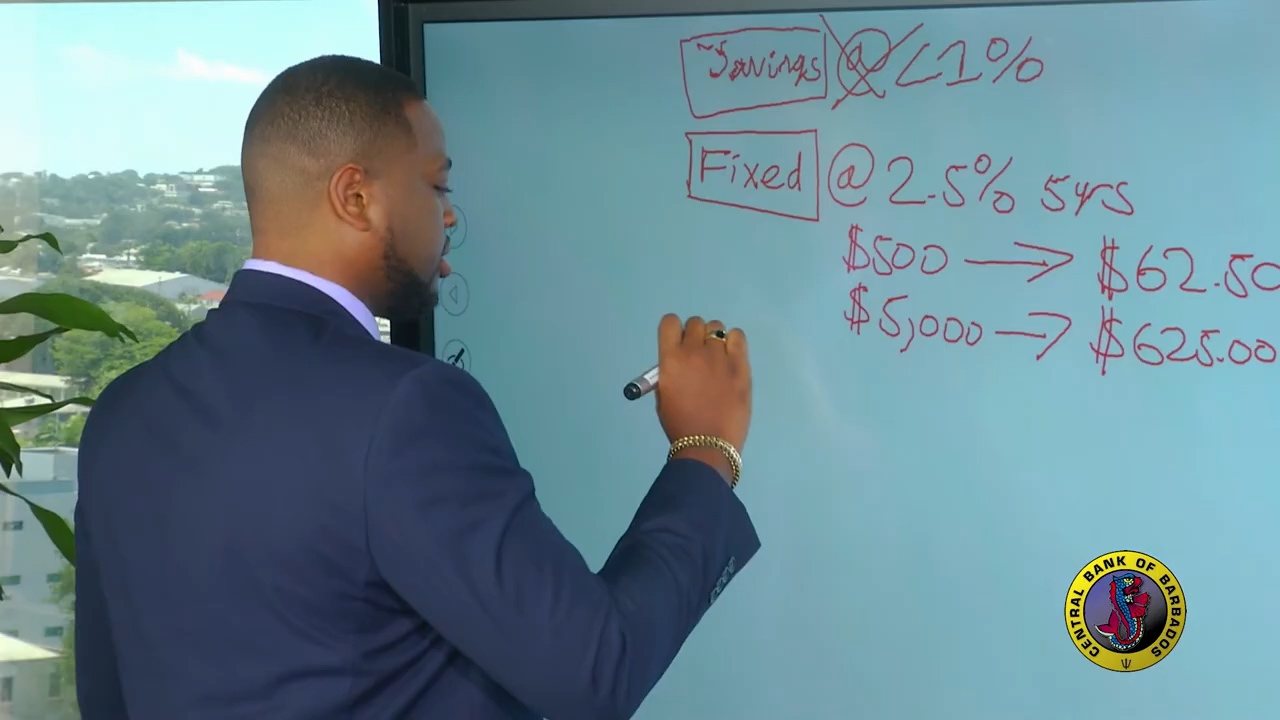 Savings @ <1%
Fixed @ 2.5% 5yrs
$500 → $62.50
$5,000 → $625.00
CENTRAL BANK OF BARBADOS